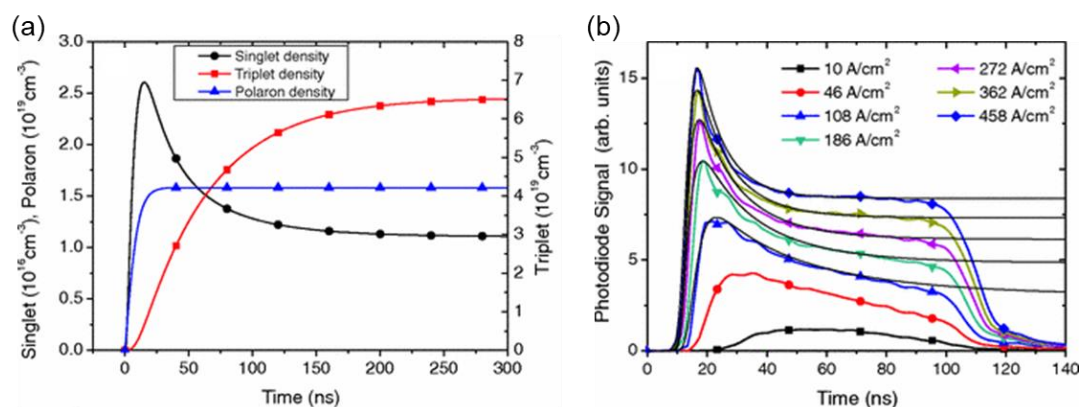 (a)
3.0
2.5
2.0
1.5
1.0
0.5
0.0
Singlet (10¹⁶cm⁻³), Polaron (10¹⁹cm⁻³)
Singlet density
Triplet density
Polaron density
8
7
6
5
4
3
2
1
0
Triplet (10¹⁹cm⁻³)
0 50 100 150 200 250 300
Time (ns)
(b)
15
10
5
0
Photodiode Signal (arb. units)
10 A/cm²
46 A/cm²
108 A/cm²
186 A/cm²
272 A/cm²
362 A/cm²
458 A/cm²
0 20 40 60 80 100 120 140
Time (ns)